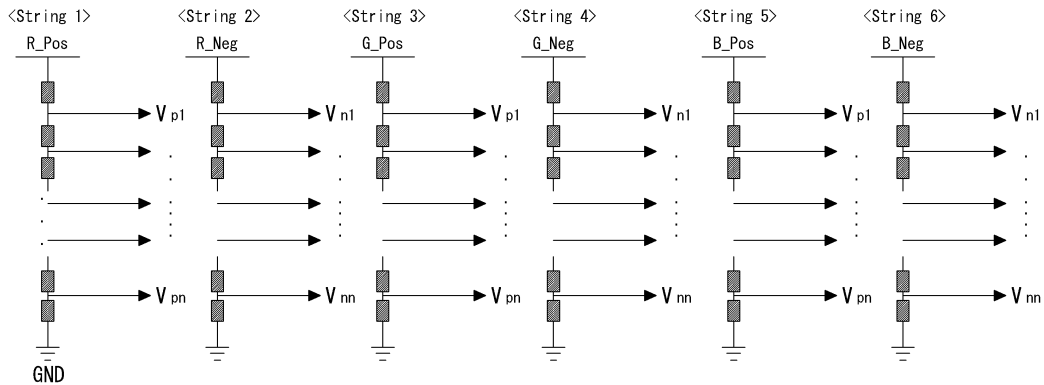 <String 1> <String 2> <String 3> <String 4> <String 5> <String 6>
R_Pos R_Neg G_Pos G_Neg B_Pos B_Neg
Vp1 Vn1 Vp1 Vn1 Vp1 Vn1
Vpn Vnn Vpn Vnn Vpn Vnn
GND